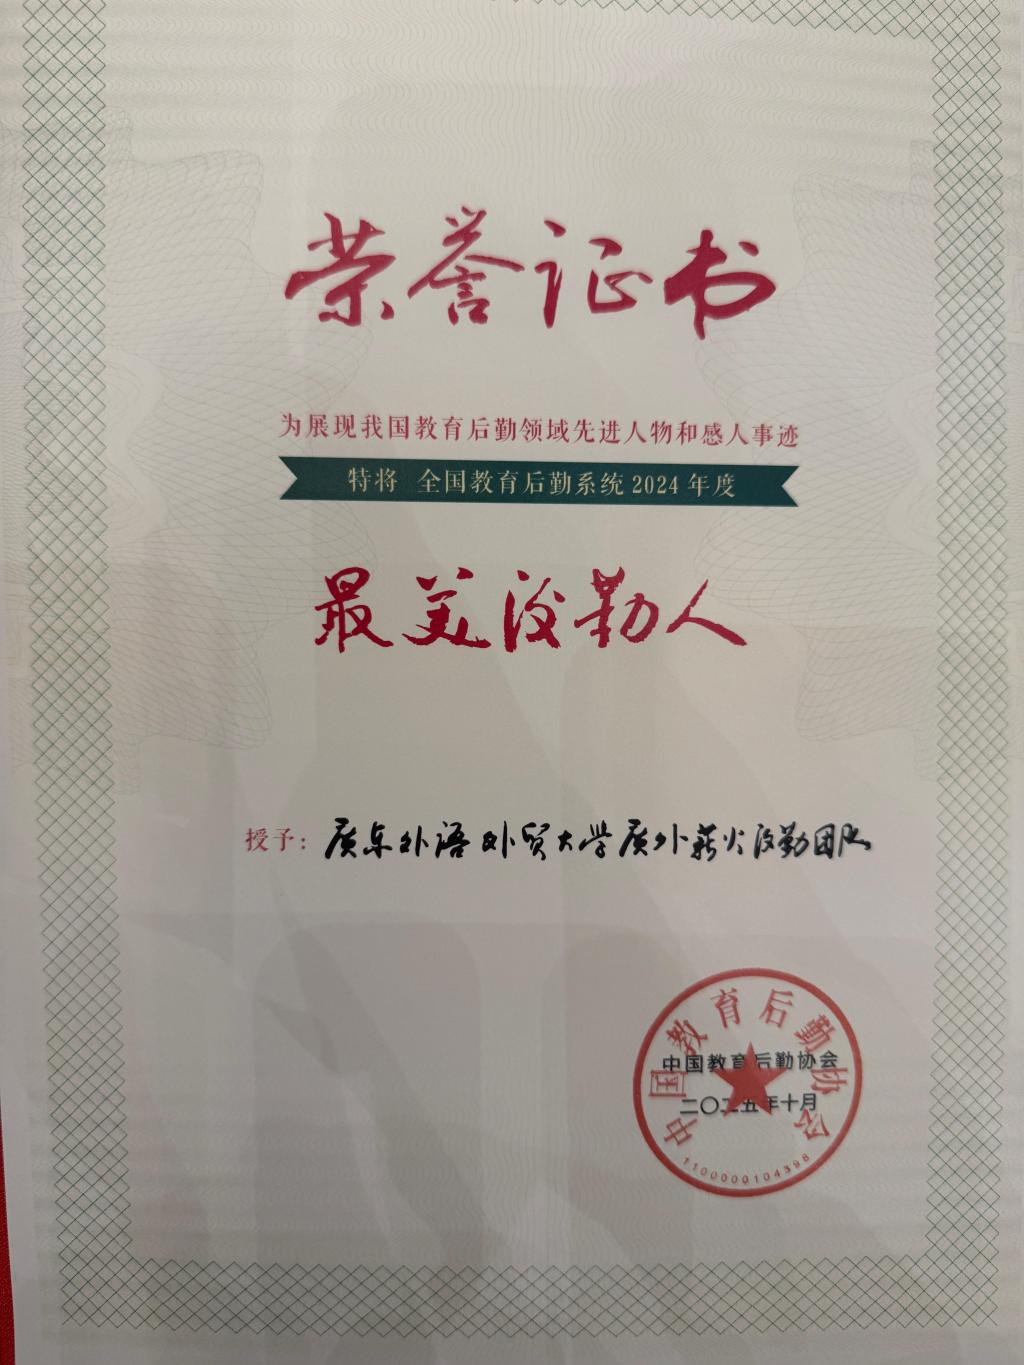 荣誉证书
为展现我国教育后勤领域先进人物和感人事迹
特将 全国教育后勤系统2024年度
最美后勤人
授予：广东外语外贸大学广外薪火后勤团队
中国教育后勤协会
中国教育后勤协会
二〇二五年十月
1100000104398